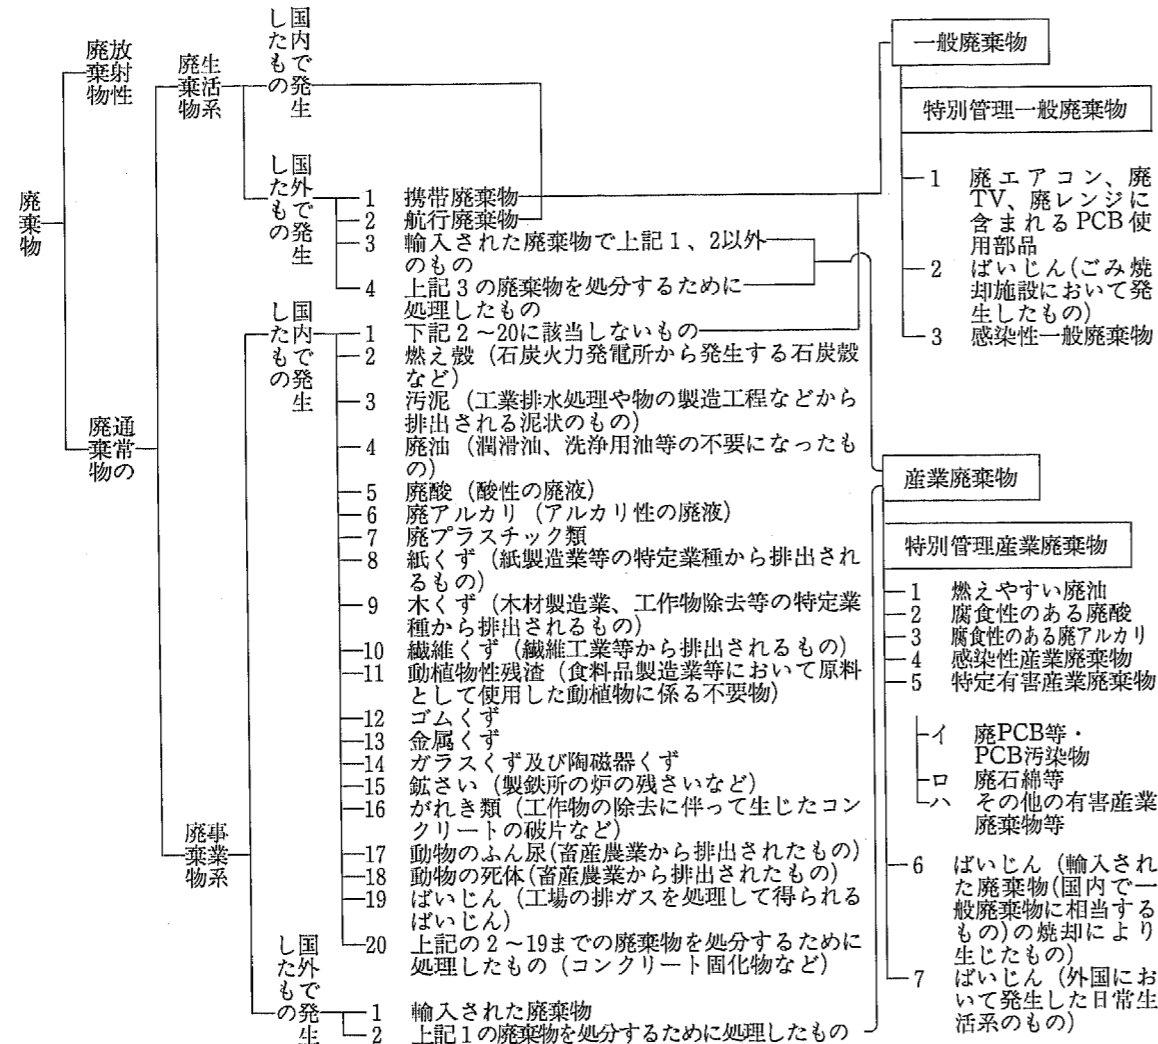 廃棄物
放射性
廃棄物
通常の
廃棄物
生活系
廃棄物
国内で発生
したもの
国外で発生
したもの
1 携帯廃棄物
2 航行廃棄物
3 輸入された廃棄物で上記1、2以外
のもの
4 上記3の廃棄物を処分するために
処理したもの
事業系
廃棄物
国内で発生
したもの
1 下記2~20に該当しないもの
2 燃え殻(石炭火力発電所から発生する石炭殻
など)
3 汚泥(工業排水処理や物の製造工程などから
排出される泥状のもの)
4 廃油(潤滑油、洗浄用油等の不要になったも
の)
5 廃酸(酸性の廃液)
6 廃アルカリ(アルカリ性の廃液)
7 廃プラスチック類
8 紙くず(紙製造業等の特定業種から排出され
るもの)
9 木くず(木材製造業、工作物除去等の特定業
種から排出されるもの)
10 繊維くず(繊維工業等から排出されるもの)
11 動植物性残渣(食料品製造業等において原料
として使用した動植物に係る不要物)
12 ゴムくず
13 金属くず
14 ガラスくず及び陶磁器くず
15 鉱さい(製鉄所の炉の残さいなど)
16 がれき類(工作物の除去に伴って生じたコン
クリートの破片など)
17 動物のふん尿(畜産農業から排出されたもの)
18 動物の死体(畜産農業から排出されたもの)
19 ばいじん(工場の排ガスを処理して得られる
ばいじん)
20 上記の2~19までの廃棄物を処分するために
処理したもの(コンクリート固化物など)
国外で発生
したもの
1 輸入された廃棄物
2 上記1の廃棄物を処分するために処理したもの
一般廃棄物
特別管理一般廃棄物
1 廃エアコン、廃
TV、廃レンジに
含まれるPCB使
用部品
2 ばいじん(ごみ焼
却施設において発
生したもの)
3 感染性一般廃棄物
産業廃棄物
特別管理産業廃棄物
1 燃えやすい廃油
2 腐食性のある廃酸
3 腐食性のある廃アルカリ
4 感染性産業廃棄物
5 特定有害産業廃棄物
イ 廃PCB等・
PCB汚染物
ロ 廃石綿等
ハ その他の有害産業
廃棄物等
6 ばいじん(輸入され
た廃棄物(国内で一
般廃棄物に相当する
もの)の焼却により
生じたもの)
7 ばいじん(外国にお
いて発生した日常生
活系のもの)